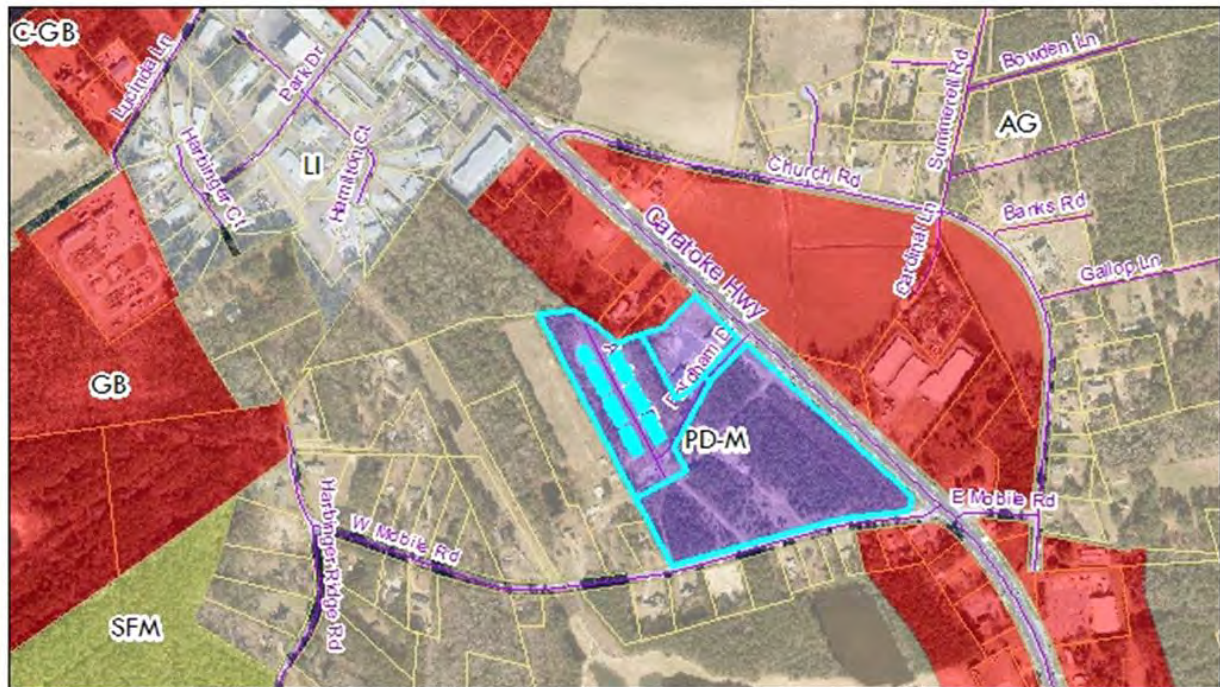 C-GB
Lucinda Ln
Park Dr
Harbinger Ct
LI
Hamilton Ct
Bowden Ln
Summerell Rd
AG
Church Rd
Banks Rd
Cardinal Ln
Gallop Ln
Caratoke Hwy
GB
PD-M
E Mobile Rd
W Mobile Rd
Harbinger Ridge Rd
SFM